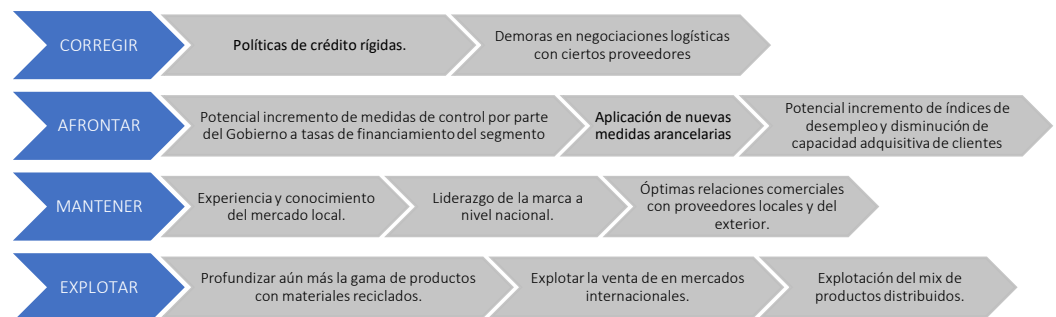 CORREGIR
Políticas de crédito rígidas.
Demoras en negociaciones logísticas
con ciertos proveedores
AFRONTAR
Potencial incremento de medidas de control por parte
del Gobierno a tasas de financiamiento del segmento
Aplicación de nuevas
medidas arancelarias
Potencial incremento de índices de
desempleo y disminución de
capacidad adquisitiva de clientes
MANTENER
Experiencia y conocimiento
del mercado local.
Liderazgo de la marca a
nivel nacional.
Óptimas relaciones comerciales
con proveedores locales y del
exterior.
EXPLOTAR
Profundizar aún más la gama de productos
con materiales reciclados.
Explotar la venta de en mercados
internacionales.
Explotación del mix de
productos distribuidos.